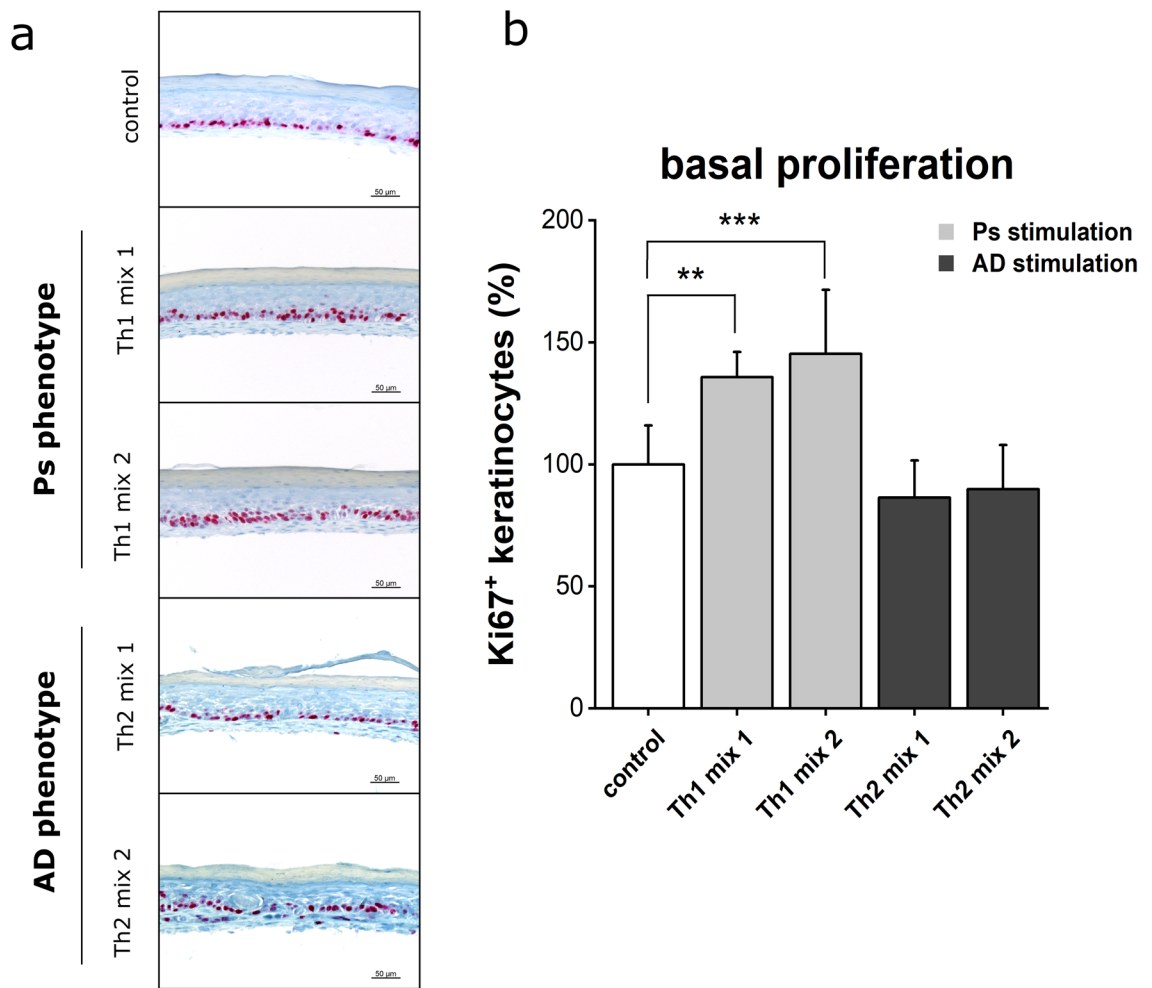 a
control
50 µm
Ps phenotype
Th1 mix 1
50 µm
Th1 mix 2
50 µm
AD phenotype
Th2 mix 1
50 µm
Th2 mix 2
50 µm
b
basal proliferation
Ki67⁺ keratinocytes (%)
200
150
100
50
0
***
**
Ps stimulation
AD stimulation
control
Th1 mix 1
Th1 mix 2
Th2 mix 1
Th2 mix 2